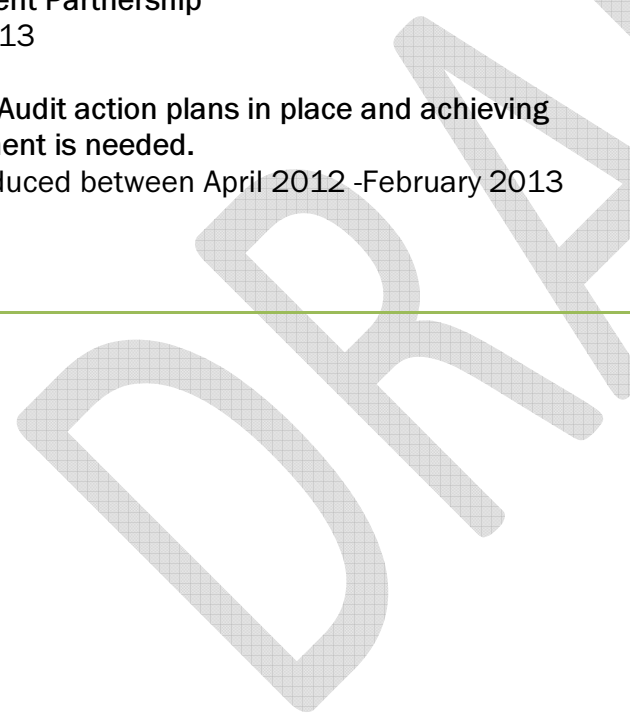 ent Partnership
13
Audit action plans in place and achieving
ent is needed.
duced between April 2012 -February 2013
DRA